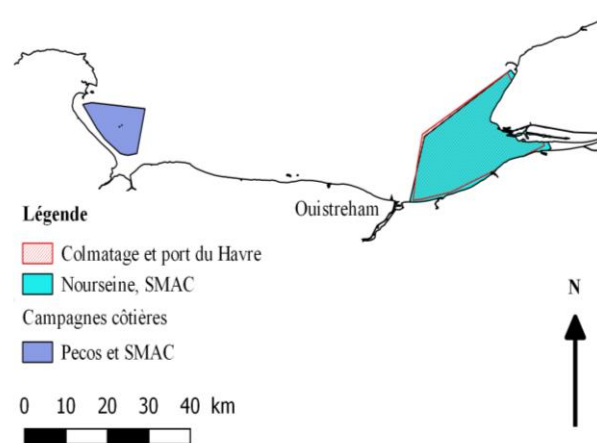 Ouistreham
Légende
Colmatage et port du Havre
Nourseine, SMAC
Campagnes côtières
Pecos et SMAC
N
0 10 20 30 40 km